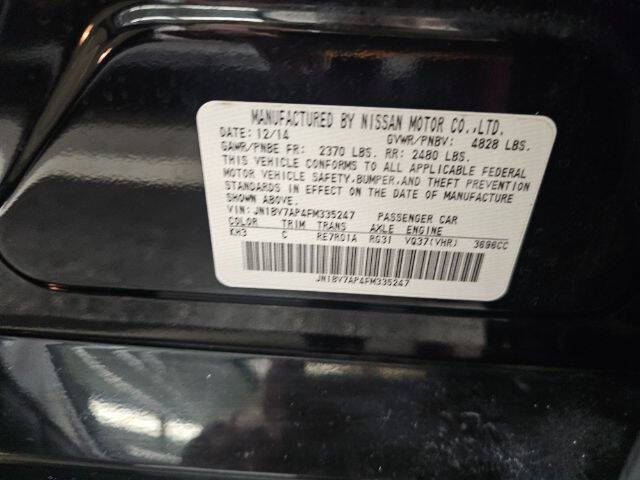 MANUFACTURED BY NISSAN MOTOR CO.,LTD.
DATE: 12/14 GVWR/PNBV: 4828 LBS.
GAWR/PNBE FR: 2370 LBS. RR: 2480 LBS.
THIS VEHICLE CONFORMS TO ALL APPLICABLE FEDERAL
MOTOR VEHICLE SAFETY,BUMPER,AND THEFT PREVENTION
STANDARDS IN EFFECT ON THE DATE OF MANUFACTURE
SHOWN ABOVE.
VIN: JN1BV7AP4FM335247 PASSENGER CAR
COLOR TRIM TRANS AXLE ENGINE
KH3 C RE7R01A RG31 VQ37(VHR) 3696CC
JN1BV7AP4FM335247